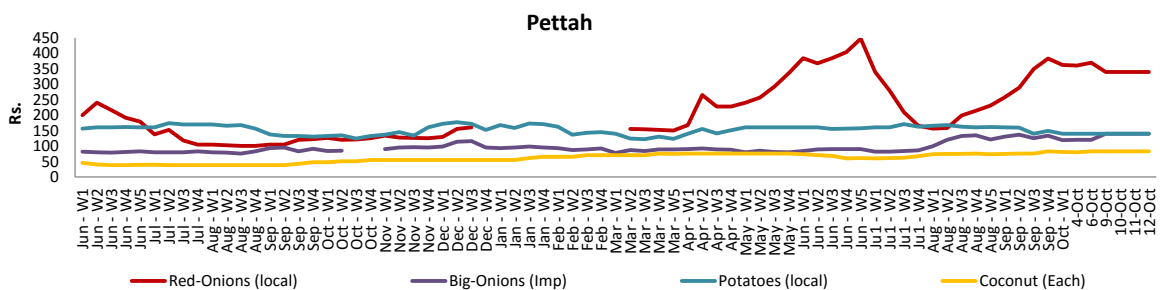 Pettah
Rs.
450
400
350
300
250
200
150
100
50
0
Jun - W1
Jun - W2
Jun - W3
Jun - W4
Jun - W5
Jul - W1
Jul - W2
Jul - W3
Jul - W4
Aug - W1
Aug - W2
Aug - W2
Aug - W4
Sep - W1
Sep - W2
Sep - W3
Sep - W4
Oct - W1
Oct - W2
Oct - W3
Oct - W4
Nov - W1
Nov - W2
Nov - W3
Nov - W4
Dec - W1
Dec - W2
Dec - W3
Dec - W4
Jan - W1
Jan - W2
Jan - W3
Jan - W4
Feb - W1
Feb - W2
Feb - W3
Feb - W4
Mar - W1
Mar - W2
Mar - W3
Mar - W4
Mar - W5
Apr - W1
Apr - W2
Apr - W3
Apr - W4
May - W1
May - W2
May - W3
May - W4
Jun - W1
Jun - W2
Jun - W3
Jun - W4
Jun - W5
Ju1 - W1
Ju1 - W2
Ju1 - W3
Ju1 - W4
Aug - W1
Aug - W2
Aug - W3
Aug - W4
Aug - W5
Sep - W1
Sep - W2
Sep - W3
Sep - W4
Oct - W1
4-Oct
6-Oct
9-Oct
10-Oct
11-Oct
12-Oct
Red-Onions (local)
Big-Onions (Imp)
Potatoes (local)
Coconut (Each)